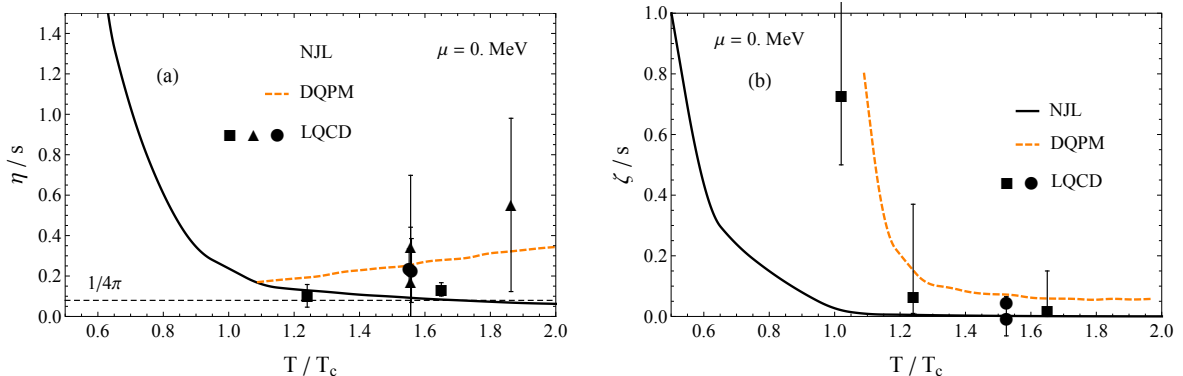 1.4
1.2
1.0
0.8
0.6
0.4
0.2
0.0
η / s
(a)
NJL
DQPM
LQCD
μ = 0. MeV
1/4π
0.6 0.8 1.0 1.2 1.4 1.6 1.8 2.0
T / Tc
1.0
0.8
0.6
0.4
0.2
0.0
ζ / s
μ = 0. MeV
(b)
NJL
DQPM
LQCD
0.6 0.8 1.0 1.2 1.4 1.6 1.8 2.0
T / Tc